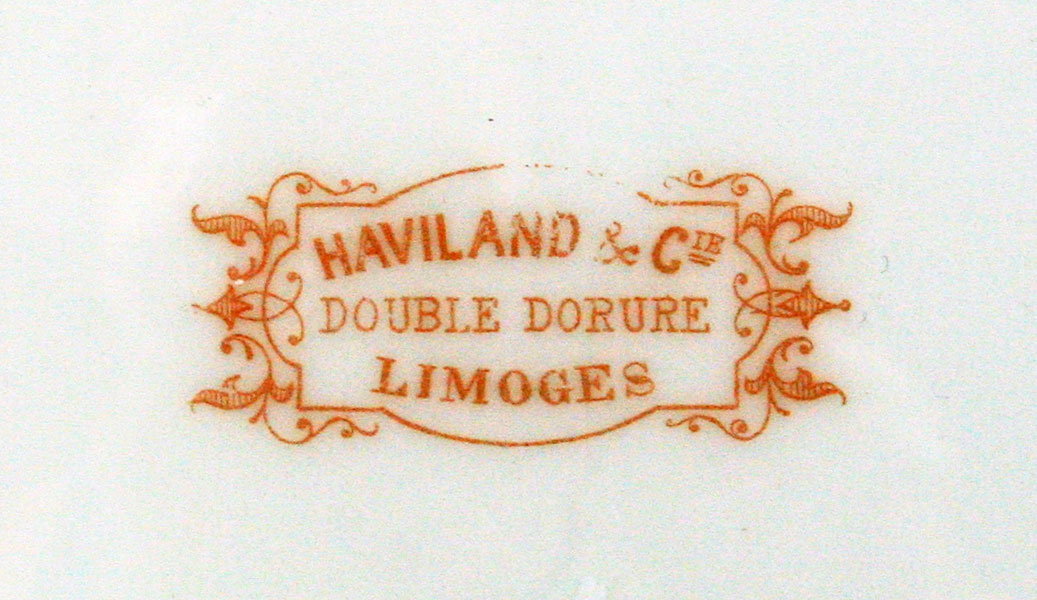 HAVILAND & CIE
DOUBLE DORURE
LIMOGES